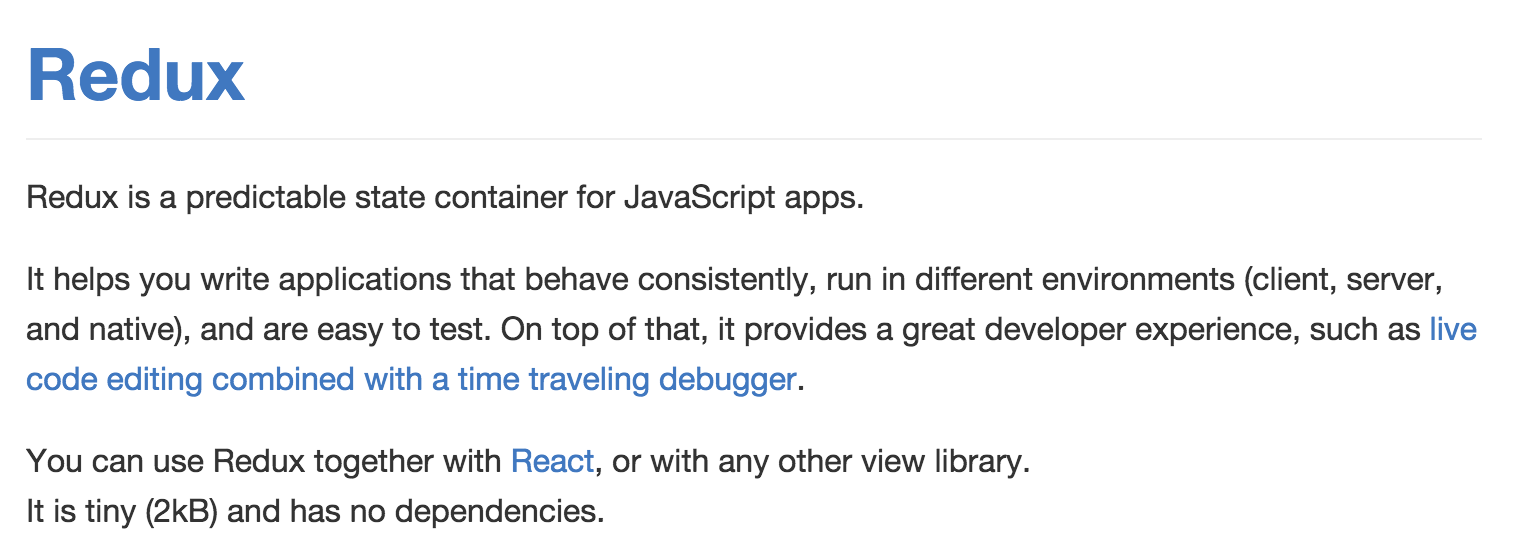 Redux
Redux is a predictable state container for JavaScript apps.
It helps you write applications that behave consistently, run in different environments (client, server,
and native), and are easy to test. On top of that, it provides a great developer experience, such as live
code editing combined with a time traveling debugger.
You can use Redux together with React, or with any other view library.
It is tiny (2kB) and has no dependencies.